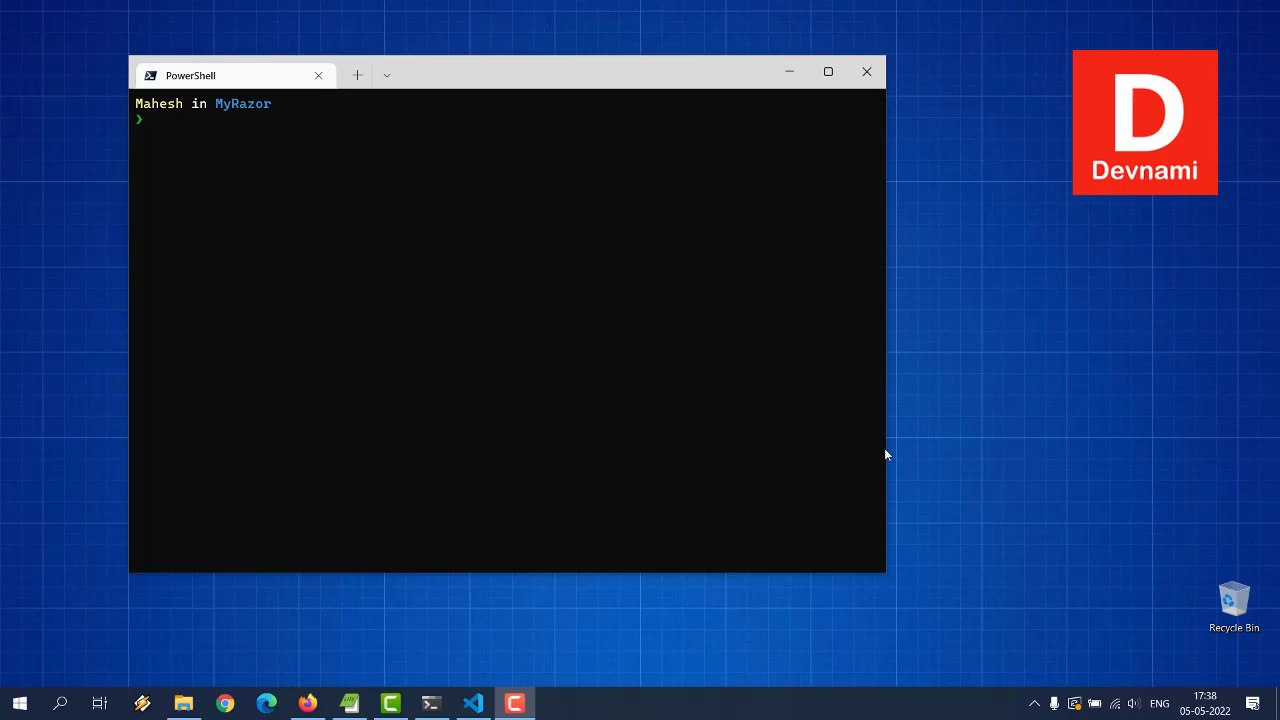 PowerShell
Mahesh in MyRazor
❯
D
Devnami
Recycle Bin
ENG
17:38
05-05-2022